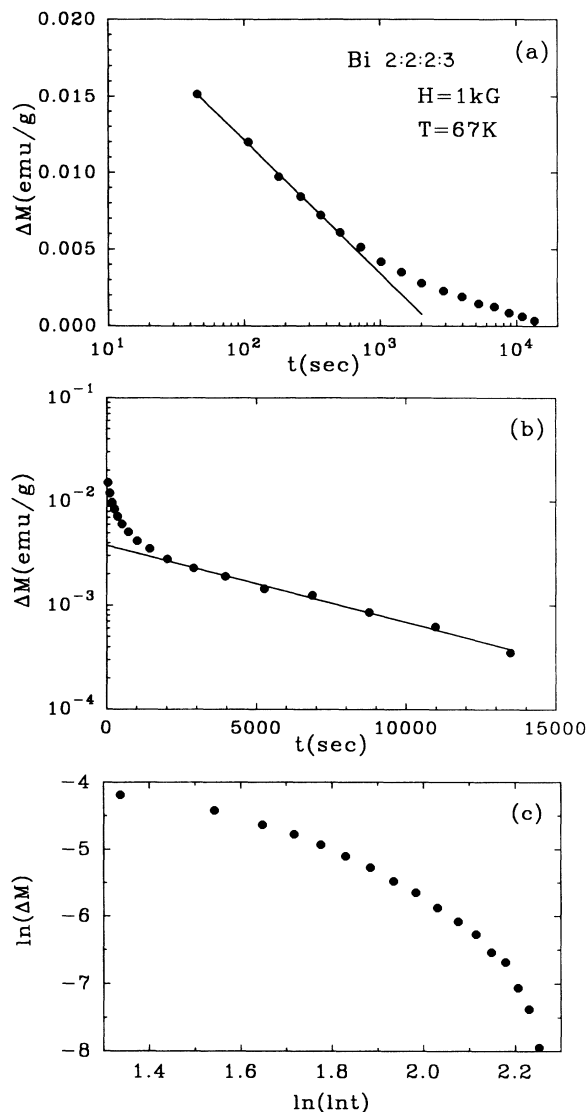 0.020
(a)
Bi 2:2:2:3
H=1kG
T=67K
0.015
0.010
0.005
0.000
ΔM(emu/g)
10¹ 10² 10³ 10⁴
t(sec)
10⁻¹
(b)
10⁻²
10⁻³
10⁻⁴
ΔM(emu/g)
0 5000 10000 15000
t(sec)
-4
(c)
-5
-6
-7
-8
ln(ΔM)
1.4 1.6 1.8 2.0 2.2
ln(lnt)